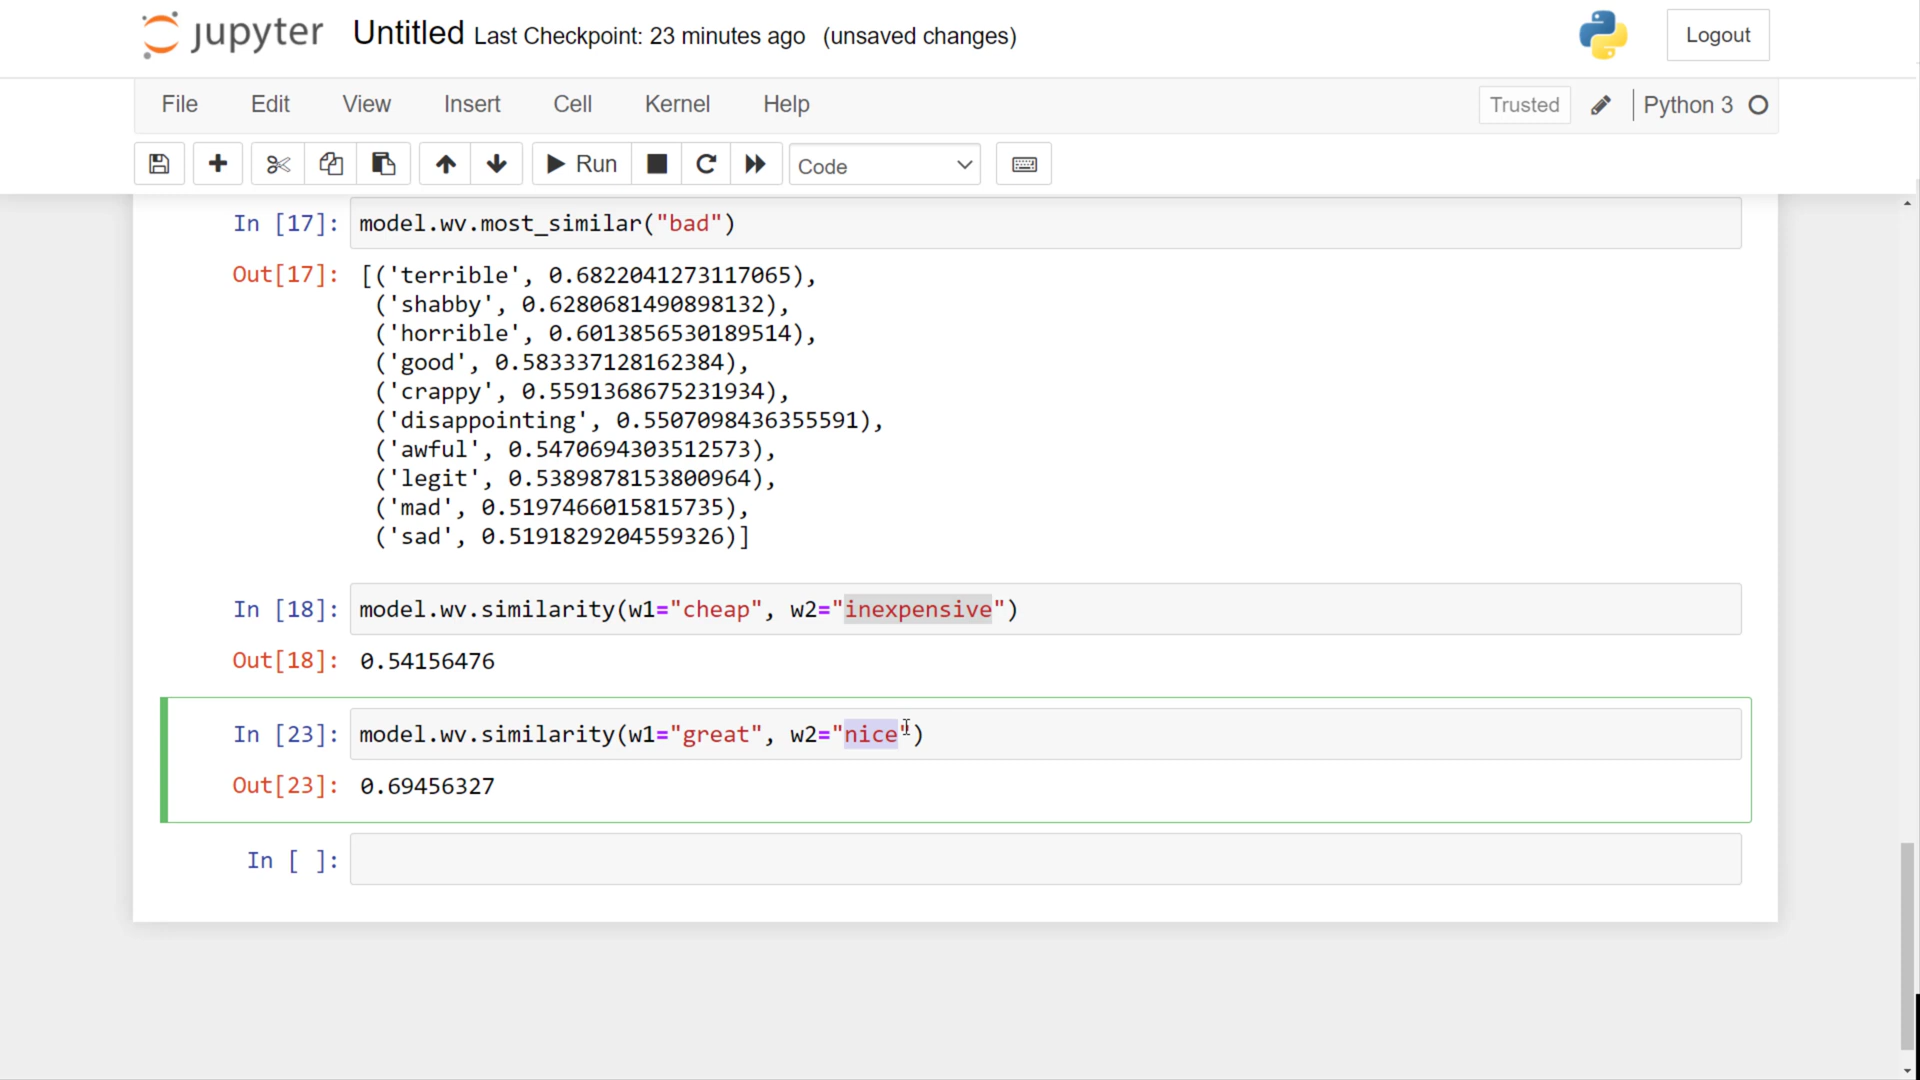 jupyter Untitled Last Checkpoint: 23 minutes ago (unsaved changes) Logout
File Edit View Insert Cell Kernel Help Trusted Python 3
Run Code
In [17]: model.wv.most_similar("bad")
Out[17]: [('terrible', 0.6822041273117065),
('shabby', 0.6280681490898132),
('horrible', 0.6013856530189514),
('good', 0.583337128162384),
('crappy', 0.5591368675231934),
('disappointing', 0.5507098436355591),
('awful', 0.5470694303512573),
('legit', 0.5389878153800964),
('mad', 0.5197466015815735),
('sad', 0.5191829204559326)]
In [18]: model.wv.similarity(w1="cheap", w2="inexpensive")
Out[18]: 0.54156476
In [23]: model.wv.similarity(w1="great", w2="nice")
Out[23]: 0.69456327
In [ ]: